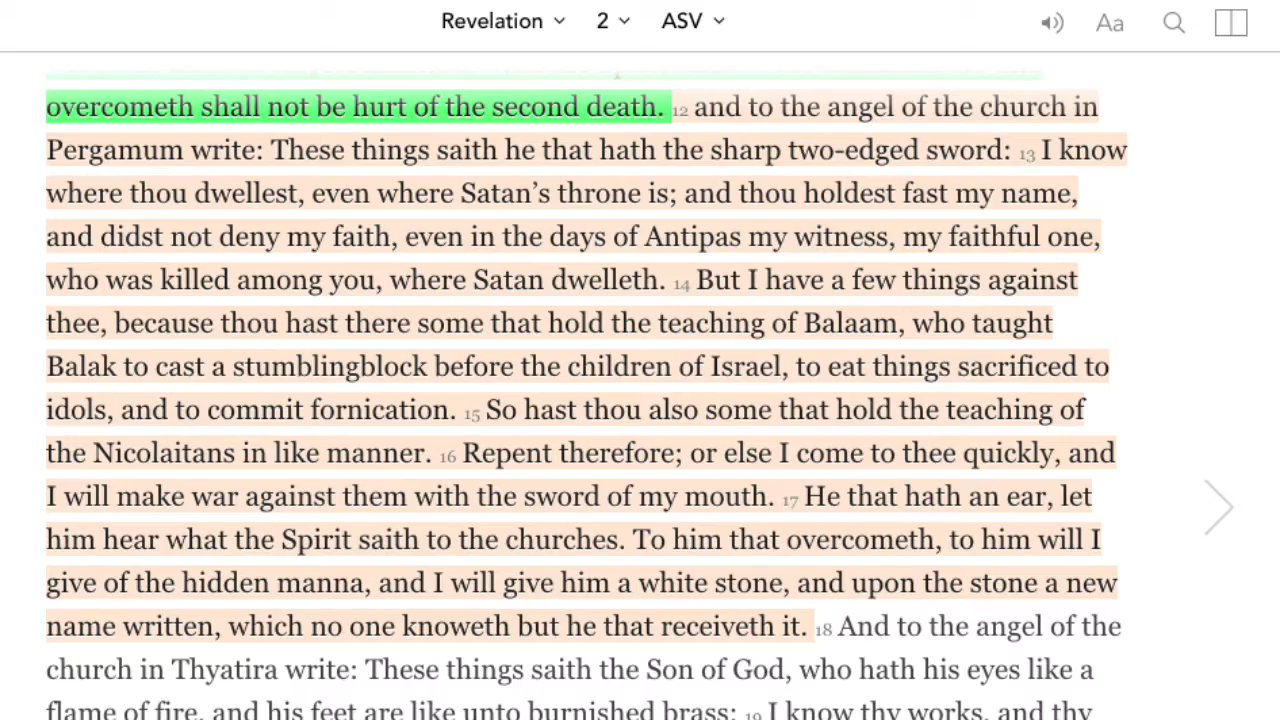 Revelation 2 ASV
Aa
overcometh shall not be hurt of the second death. 12 and to the angel of the church in
Pergamum write: These things saith he that hath the sharp two-edged sword: 13 I know
where thou dwellest, even where Satan’s throne is; and thou holdest fast my name,
and didst not deny my faith, even in the days of Antipas my witness, my faithful one,
who was killed among you, where Satan dwelleth. 14 But I have a few things against
thee, because thou hast there some that hold the teaching of Balaam, who taught
Balak to cast a stumblingblock before the children of Israel, to eat things sacrificed to
idols, and to commit fornication. 15 So hast thou also some that hold the teaching of
the Nicolaitans in like manner. 16 Repent therefore; or else I come to thee quickly, and
I will make war against them with the sword of my mouth. 17 He that hath an ear, let
him hear what the Spirit saith to the churches. To him that overcometh, to him will I
give of the hidden manna, and I will give him a white stone, and upon the stone a new
name written, which no one knoweth but he that receiveth it. 18 And to the angel of the
church in Thyatira write: These things saith the Son of God, who hath his eyes like a
flame of fire, and his feet are like unto burnished brass: 19 I know thy works, and thy